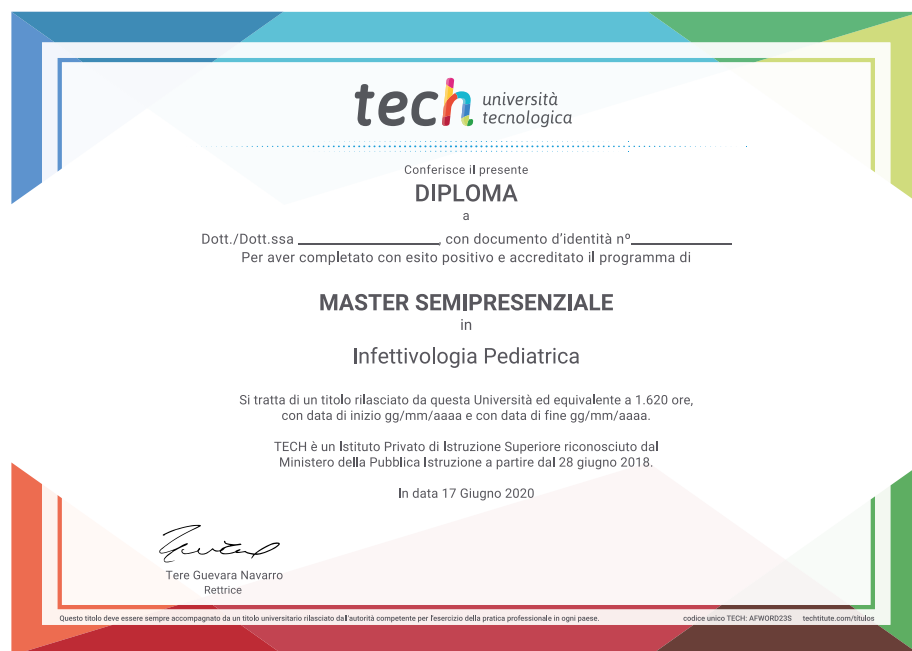 tech università
tecnologica
Conferisce il presente
DIPLOMA
a
Dott./Dott.ssa ____________________, con documento d'identità nº______________
Per aver completato con esito positivo e accreditato il programma di
MASTER SEMIPRESENZIALE
in
Infettivologia Pediatrica
Si tratta di un titolo rilasciato da questa Università ed equivalente a 1.620 ore,
con data di inizio gg/mm/aaaa e con data di fine gg/mm/aaaa.
TECH è un Istituto Privato di Istruzione Superiore riconosciuto dal
Ministero della Pubblica Istruzione a partire dal 28 giugno 2018.
In data 17 Giugno 2020
Tere Guevara Navarro
Rettrice
Questo titolo deve essere sempre accompagnato da un titolo universitario rilasciato dall'autorità competente per l'esercizio della pratica professionale in ogni paese. codice unico TECH: AFWORD23S techtitute.com/titulos